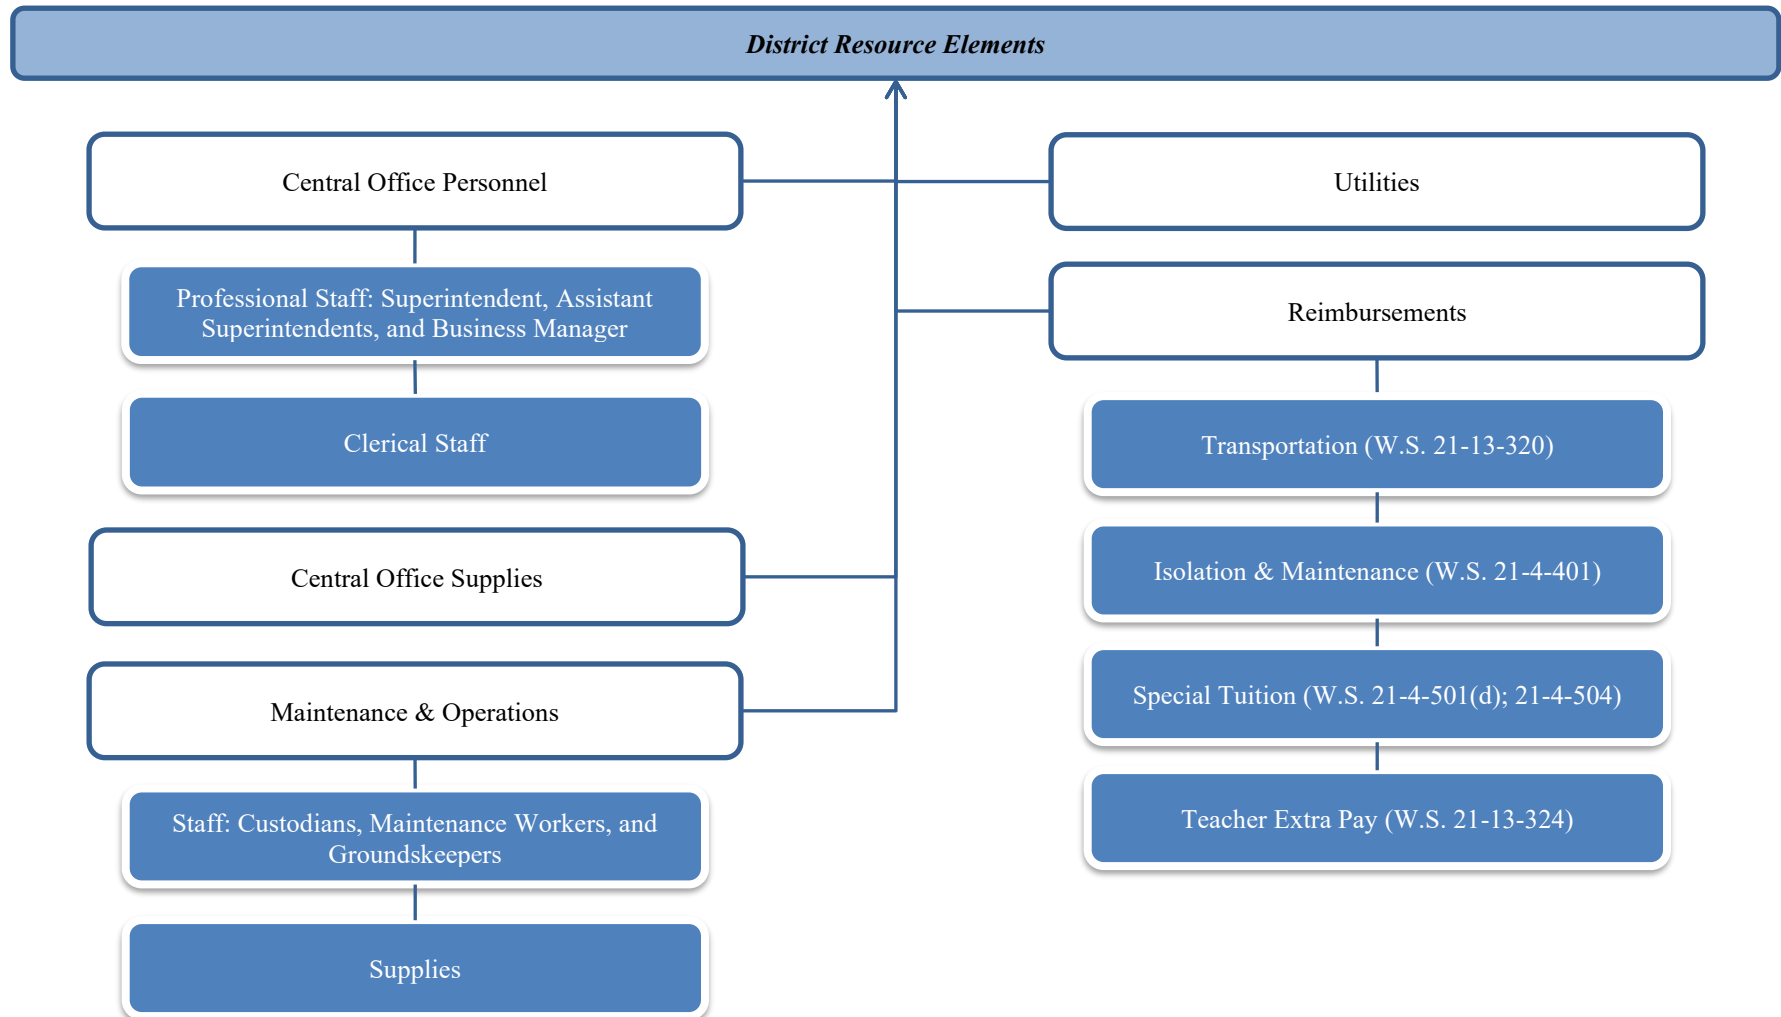 District Resource Elements
Central Office Personnel
Professional Staff: Superintendent, Assistant
Superintendents, and Business Manager
Clerical Staff
Central Office Supplies
Maintenance & Operations
Staff: Custodians, Maintenance Workers, and
Groundskeepers
Supplies
Utilities
Reimbursements
Transportation (W.S. 21-13-320)
Isolation & Maintenance (W.S. 21-4-401)
Special Tuition (W.S. 21-4-501(d); 21-4-504)
Teacher Extra Pay (W.S. 21-13-324)